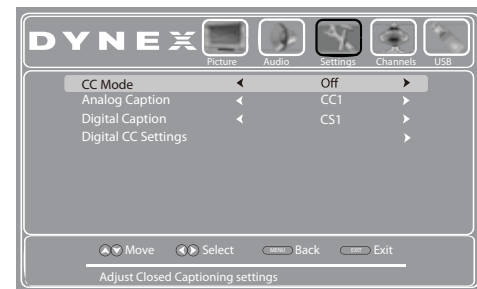 DYNEX
Picture Audio Settings Channels USB
CC Mode Off
Analog Caption CC1
Digital Caption CS1
Digital CC Settings
Move Select MENU Back EXIT Exit
Adjust Closed Captioning settings